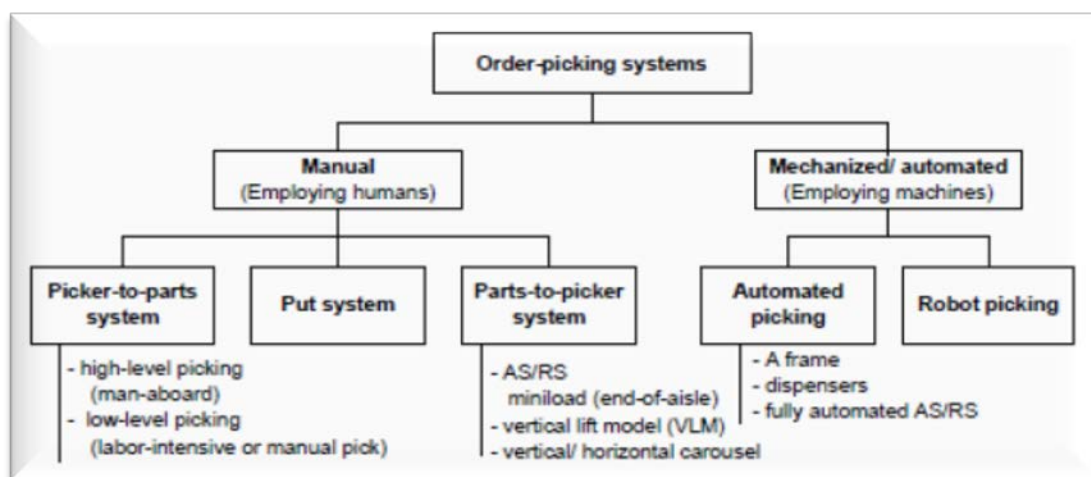 Order-picking systems
Manual
(Employing humans)
Mechanized/ automated
(Employing machines)
Picker-to-parts
system
Put system
Parts-to-picker
system
Automated
picking
Robot picking
- high-level picking
(man-aboard)
- low-level picking
(labor-intensive or manual pick)
- AS/RS
miniload (end-of-aisle)
- vertical lift model (VLM)
- vertical/ horizontal carousel
- A frame
- dispensers
- fully automated AS/RS